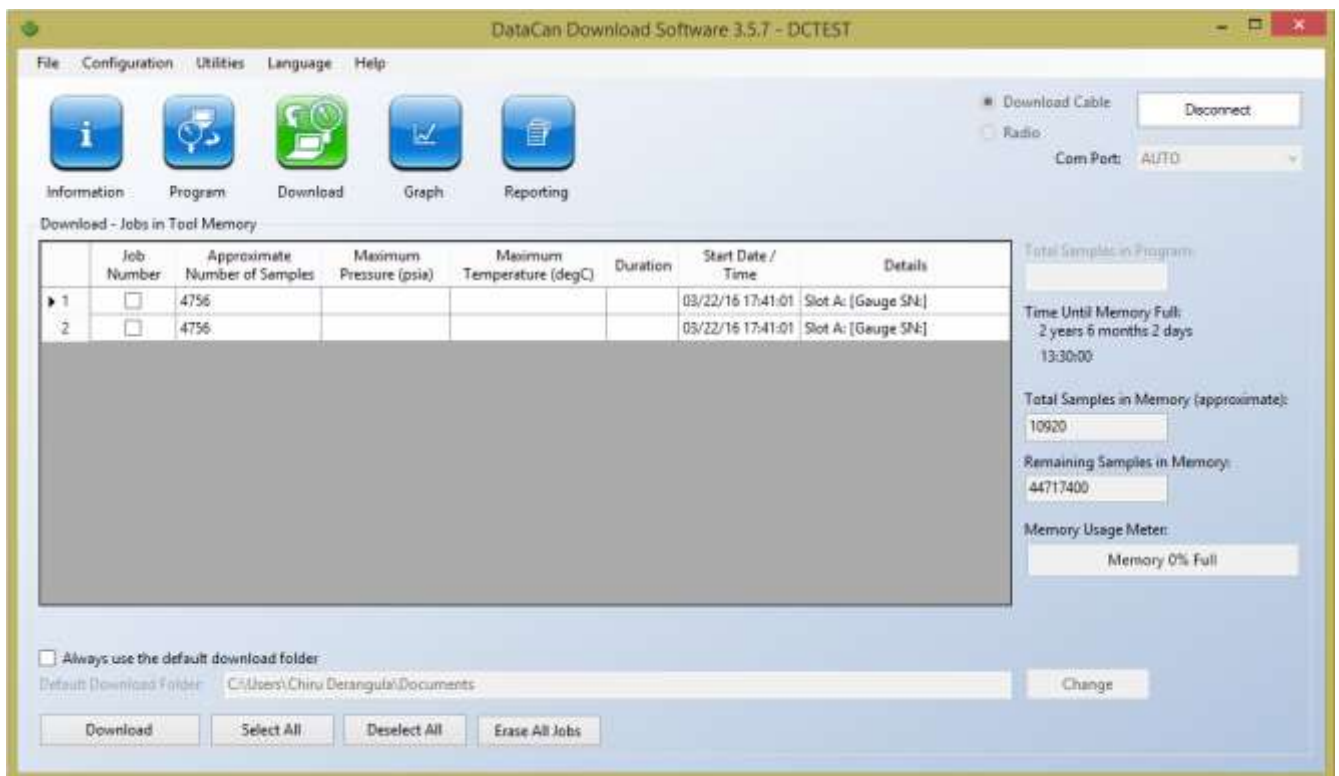 DataCan Download Software 3.5.7 - DCTEST
File Configuration Utilities Language Help
Information Program Download Graph Reporting
Download Cable
Radio
Disconnect
Com Port: AUTO
Download - Jobs in Tool Memory
Job Number Approximate Number of Samples Maximum Pressure (psia) Maximum Temperature (degC) Duration Start Date / Time Details
1 4756 03/22/16 17:41:01 Slot A: [Gauge SN:]
2 4756 03/22/16 17:41:01 Slot A: [Gauge SN:]
Total Samples in Program:
Time Until Memory Full:
2 years 6 months 2 days
13:30:00
Total Samples in Memory (approximate):
10920
Remaining Samples in Memory:
44717400
Memory Usage Meter:
Memory 0% Full
Always use the default download folder
Default Download Folder: C:\Users\Chiru Derangula\Documents Change
Download Select All Deselect All Erase All Jobs